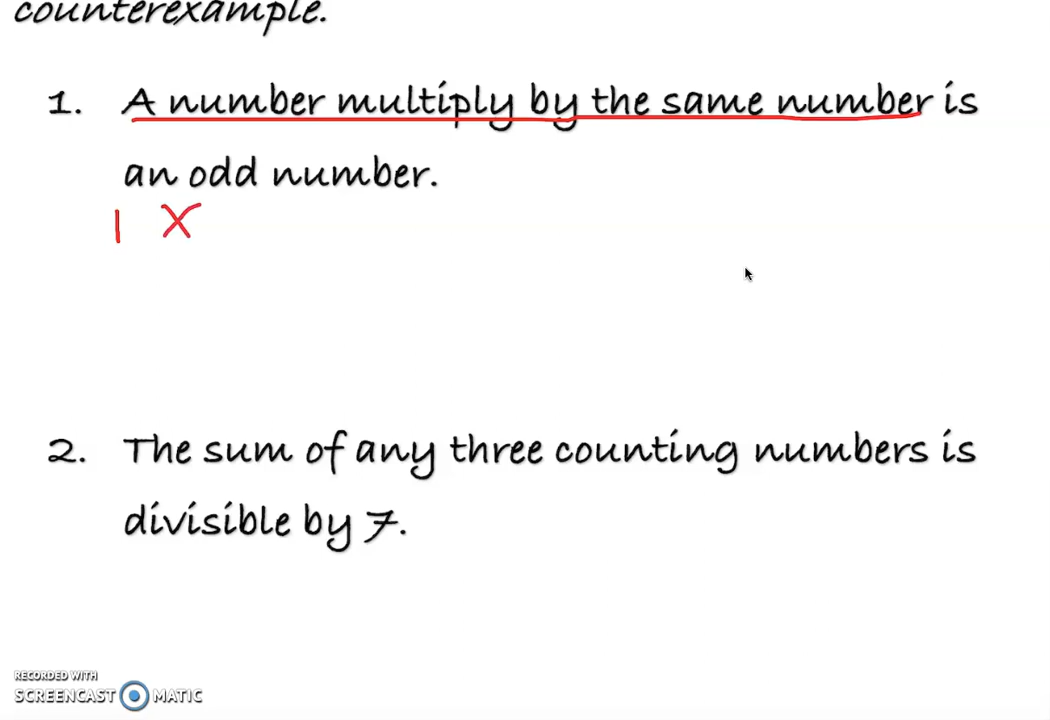 counterexample.
1. A number multiply by the same number is
an odd number.
1 X
2. The sum of any three counting numbers is
divisible by 7.
RECORDED WITH
SCREENCAST MATIC